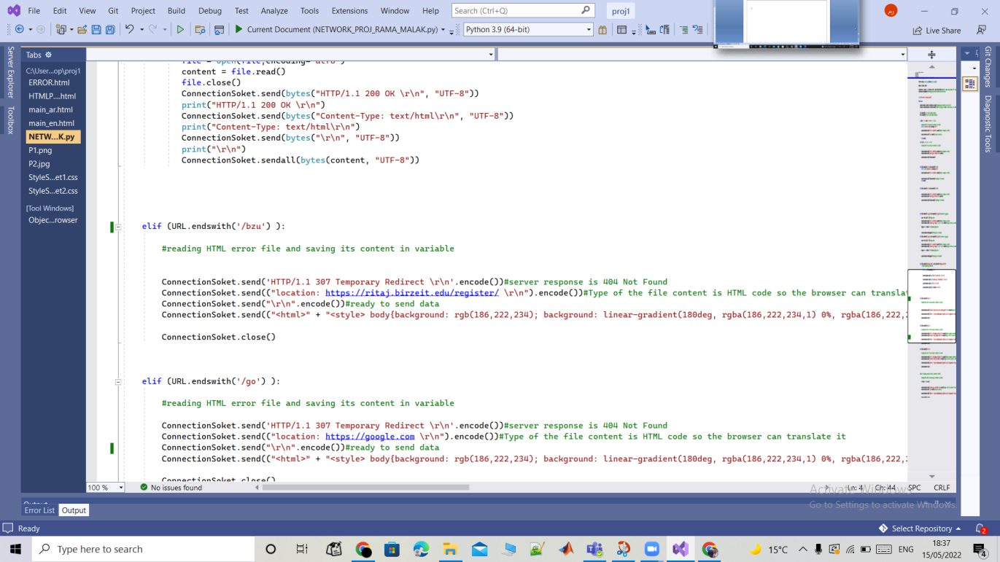 File Edit View Git Project Build Debug Test Analyze Tools Extensions Window Help Search (Ctrl+Q) proj1 رم
Current Document (NETWORK_PROJ_RAMA_MALAK.py) Python 3.9 (64-bit) Live Share
Server Explorer
Toolbox
Tabs
C:\User...op\proj1
ERROR.html
HTMLP....html
main_ar.html
main_en.html
NETW...K.py
P1.png
P2.jpg
StyleS...et1.css
StyleS...et2.css
[Tool Windows]
Objec...rowser
file = open(file,encoding="utf8")
content = file.read()
file.close()
ConnectionSoket.send(bytes("HTTP/1.1 200 OK \r\n", "UTF-8"))
print("HTTP/1.1 200 OK \r\n")
ConnectionSoket.send(bytes("Content-Type: text/html\r\n", "UTF-8"))
print("Content-Type: text/html\r\n")
ConnectionSoket.send(bytes("\r\n", "UTF-8"))
print("\r\n")
ConnectionSoket.sendall(bytes(content, "UTF-8"))
elif (URL.endswith('/bzu') ):
#reading HTML error file and saving its content in variable
ConnectionSoket.send('HTTP/1.1 307 Temporary Redirect \r\n'.encode())#server response is 404 Not Found
ConnectionSoket.send(("location: https://ritaj.birzeit.edu/register/ \r\n").encode())#Type of the file content is HTML code so the browser can translat
ConnectionSoket.send("\r\n".encode())#ready to send data
ConnectionSoket.send(("<html>" + "<style> body{background: rgb(186,222,234); background: linear-gradient(180deg, rgba(186,222,234,1) 0%, rgba(186,222,2
ConnectionSoket.close()
elif (URL.endswith('/go') ):
#reading HTML error file and saving its content in variable
ConnectionSoket.send('HTTP/1.1 307 Temporary Redirect \r\n'.encode())#server response is 404 Not Found
ConnectionSoket.send(("location: https://google.com \r\n").encode())#Type of the file content is HTML code so the browser can translate it
ConnectionSoket.send("\r\n".encode())#ready to send data
ConnectionSoket.send(("<html>" + "<style> body{background: rgb(186,222,234); background: linear-gradient(180deg, rgba(186,222,234,1) 0%, rgba(186,222,2
ConnectionSoket.close()
Git Changes
Diagnostic Tools
100 % No issues found Ln: 4 Ch: 44 SPC CRLF
Activate Windows
Go to Settings to activate Windows.
Output
Error List Output
Ready Select Repository 2
Type here to search 15°C ENG 18:37
15/05/2022 4